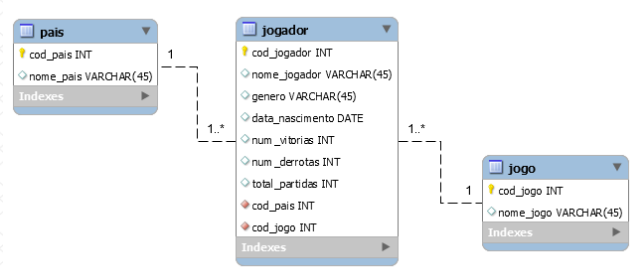 pais
cod_pais INT
nome_pais VARCHAR(45)
Indexes
1
1..*
jogador
cod_jogador INT
nome_jogador VARCHAR(45)
genero VARCHAR(45)
data_nascimento DATE
num_vitorias INT
num_derrotas INT
total_partidas INT
cod_pais INT
cod_jogo INT
Indexes
1..*
1
jogo
cod_jogo INT
nome_jogo VARCHAR(45)
Indexes